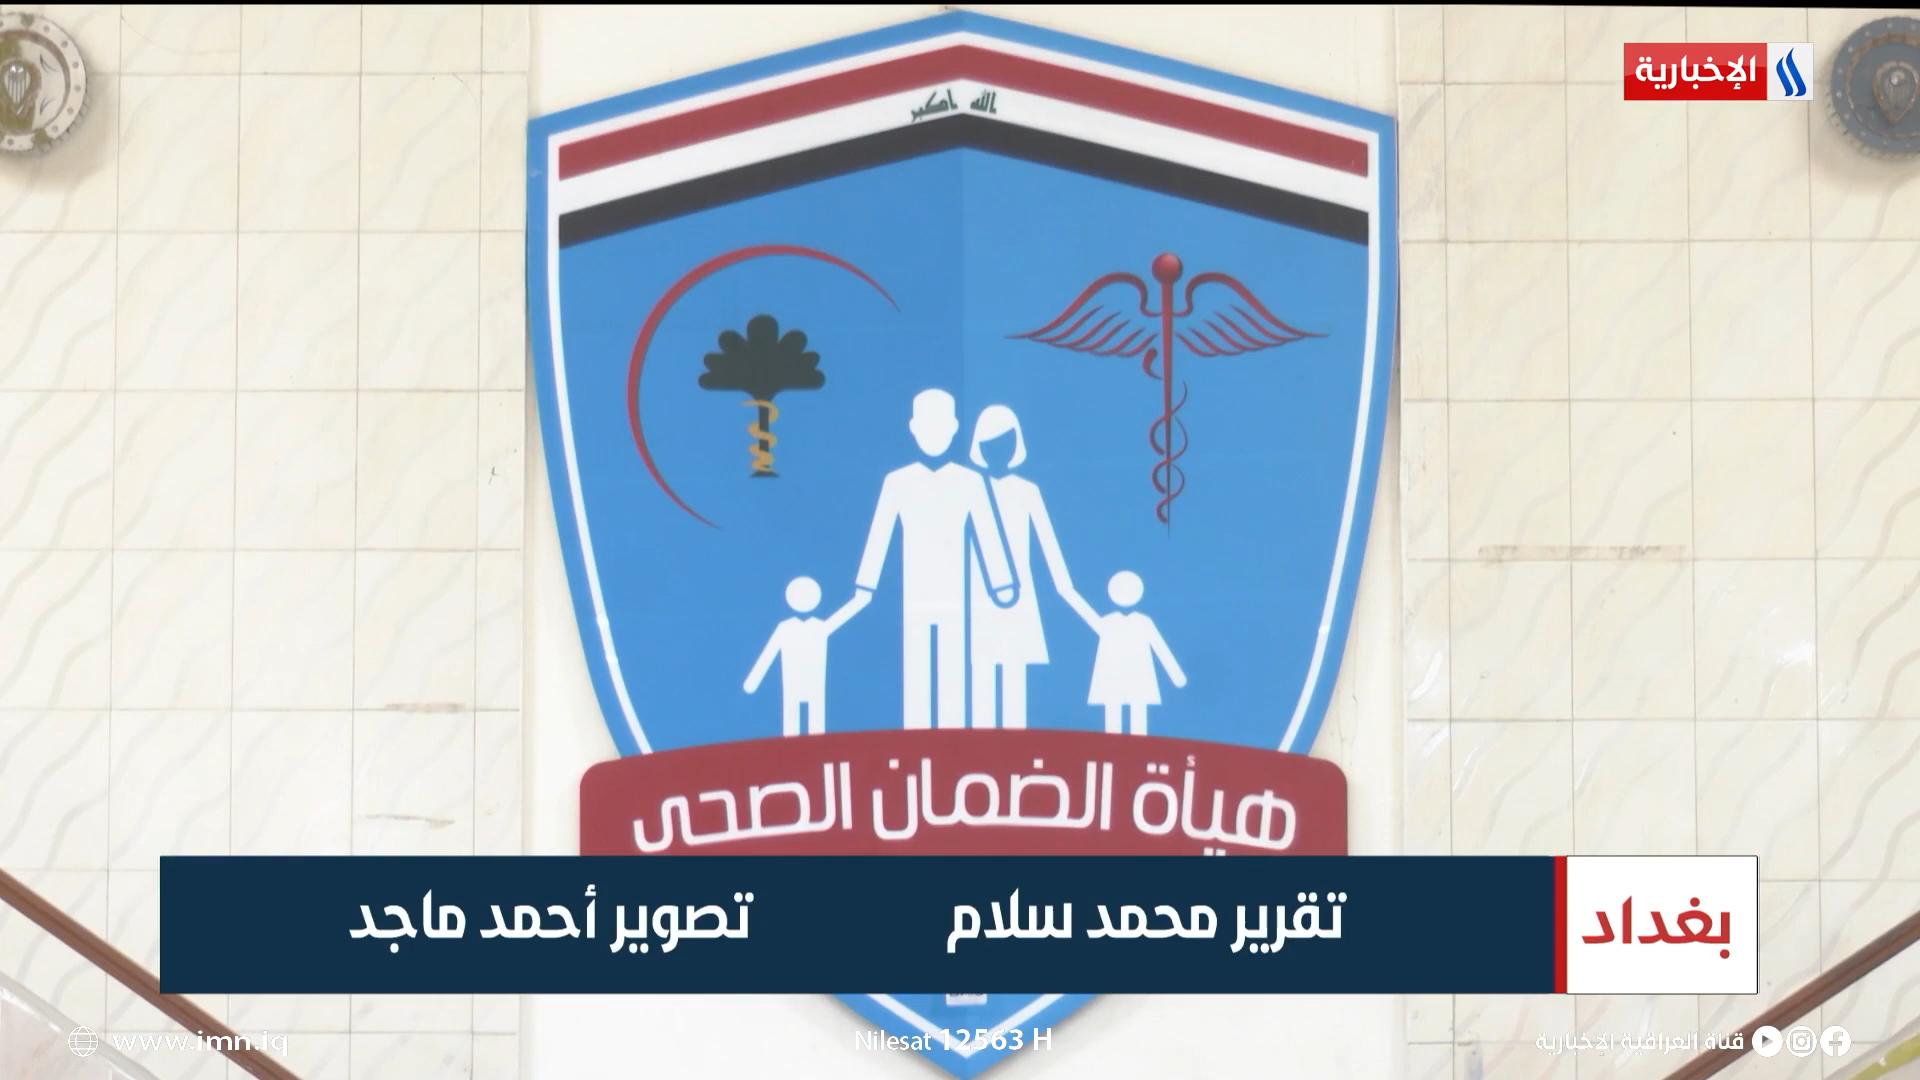 الإخبارية
الله اكبر
هيأة الضمان الصحي
بغداد
تقرير محمد سلام
تصوير أحمد ماجد
www.imn.iq
Nilesat 12563 H
قناة العراقية الإخبارية